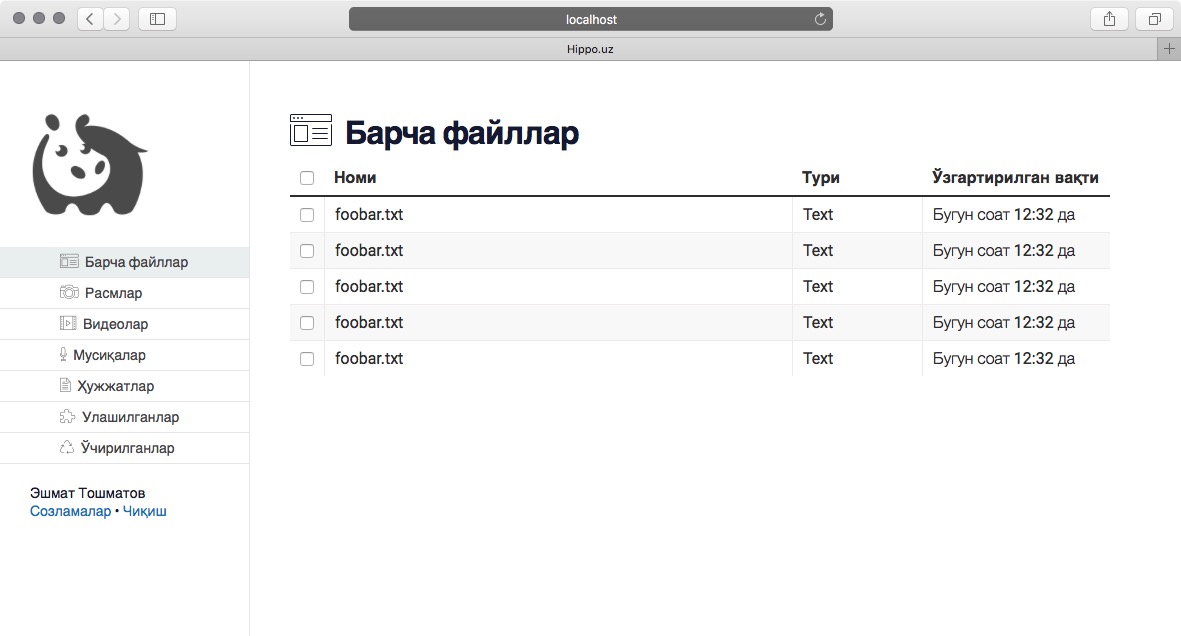 localhost
Hippo.uz
Барча файллар
Расмлар
Видеолар
Мусиқалар
Ҳужжатлар
Улашилганлар
Ўчирилганлар
Эшмат Тошматов
Созламалар • Чиқиш
Барча файллар
Номи Тури Ўзгартирилган вақти
foobar.txt Text Бугун соат 12:32 да
foobar.txt Text Бугун соат 12:32 да
foobar.txt Text Бугун соат 12:32 да
foobar.txt Text Бугун соат 12:32 да
foobar.txt Text Бугун соат 12:32 да